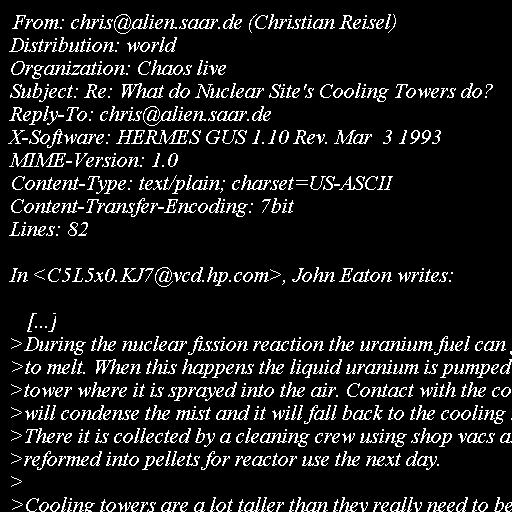 From: chris@alien.saar.de (Christian Reisel)
Distribution: world
Organization: Chaos live
Subject: Re: What do Nuclear Site's Cooling Towers do?
Reply-To: chris@alien.saar.de
X-Software: HERMES GUS 1.10 Rev. Mar  3 1993
MIME-Version: 1.0
Content-Type: text/plain; charset=US-ASCII
Content-Transfer-Encoding: 7bit
Lines: 82

In <C5L5x0.KJ7@vcd.hp.com>, John Eaton writes:

[...]
>During the nuclear fission reaction the uranium fuel can
>to melt. When this happens the liquid uranium is pumped
>tower where it is sprayed into the air. Contact with the
>will condense the mist and it will fall back to the cooling
>There it is collected by a cleaning crew using shop vacs
>reformed into pellets for reactor use the next day.
>
>Cooling towers are a lot taller than they really need to be